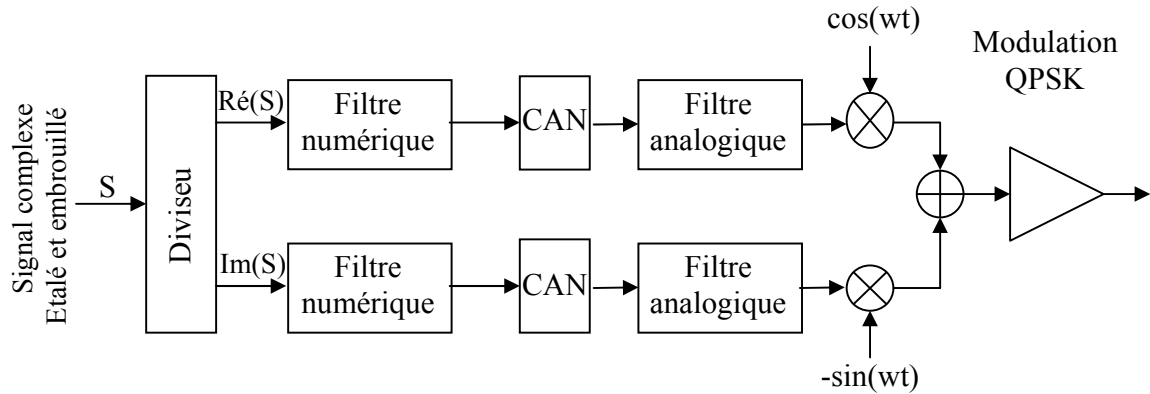 cos(wt)
Modulation
QPSK
Signal complexe
Etalé et embrouillé
S
Diviseu
Ré(S)
Filtre
numérique
CAN
Filtre
analogique
Im(S)
Filtre
numérique
CAN
Filtre
analogique
-sin(wt)